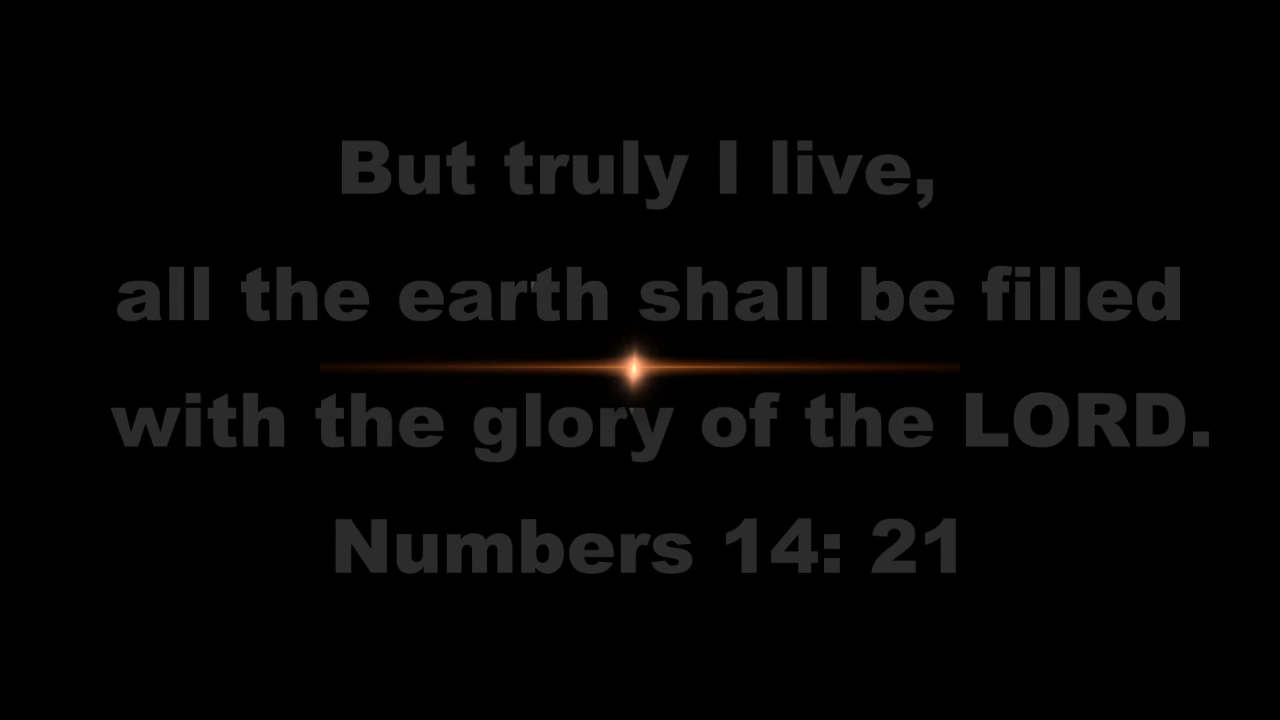 But truly I live,
all the earth shall be filled
with the glory of the LORD.
Numbers 14: 21